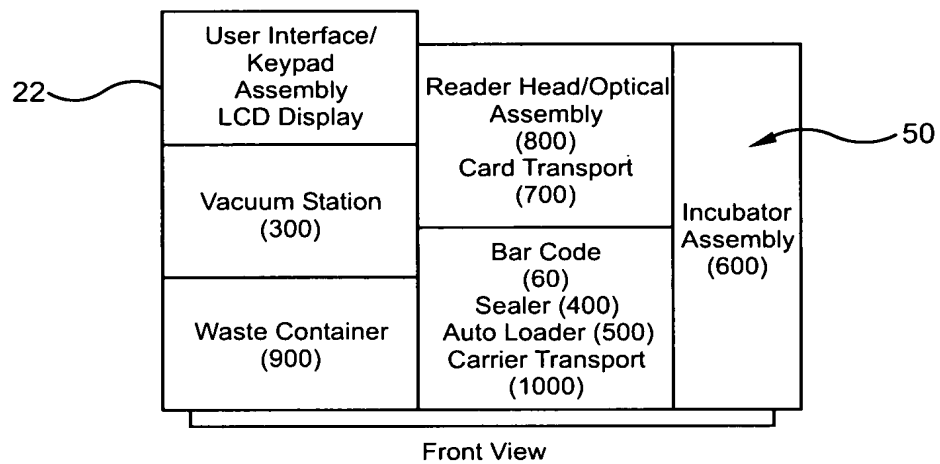 User Interface/
Keypad
Assembly
LCD Display
22
Vacuum Station
(300)
Waste Container
(900)
Reader Head/Optical
Assembly
(800)
Card Transport
(700)
Bar Code
(60)
Sealer (400)
Auto Loader (500)
Carrier Transport
(1000)
50
Incubator
Assembly
(600)
Front View